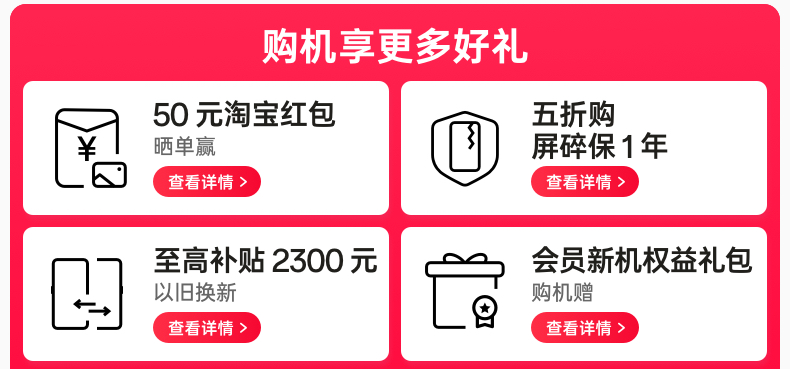 购机享更多好礼
50 元淘宝红包
晒单赢
查看详情 >
五折购
屏碎保 1 年
查看详情 >
至高补贴 2300 元
以旧换新
查看详情 >
会员新机权益礼包
购机赠
查看详情 >
¥